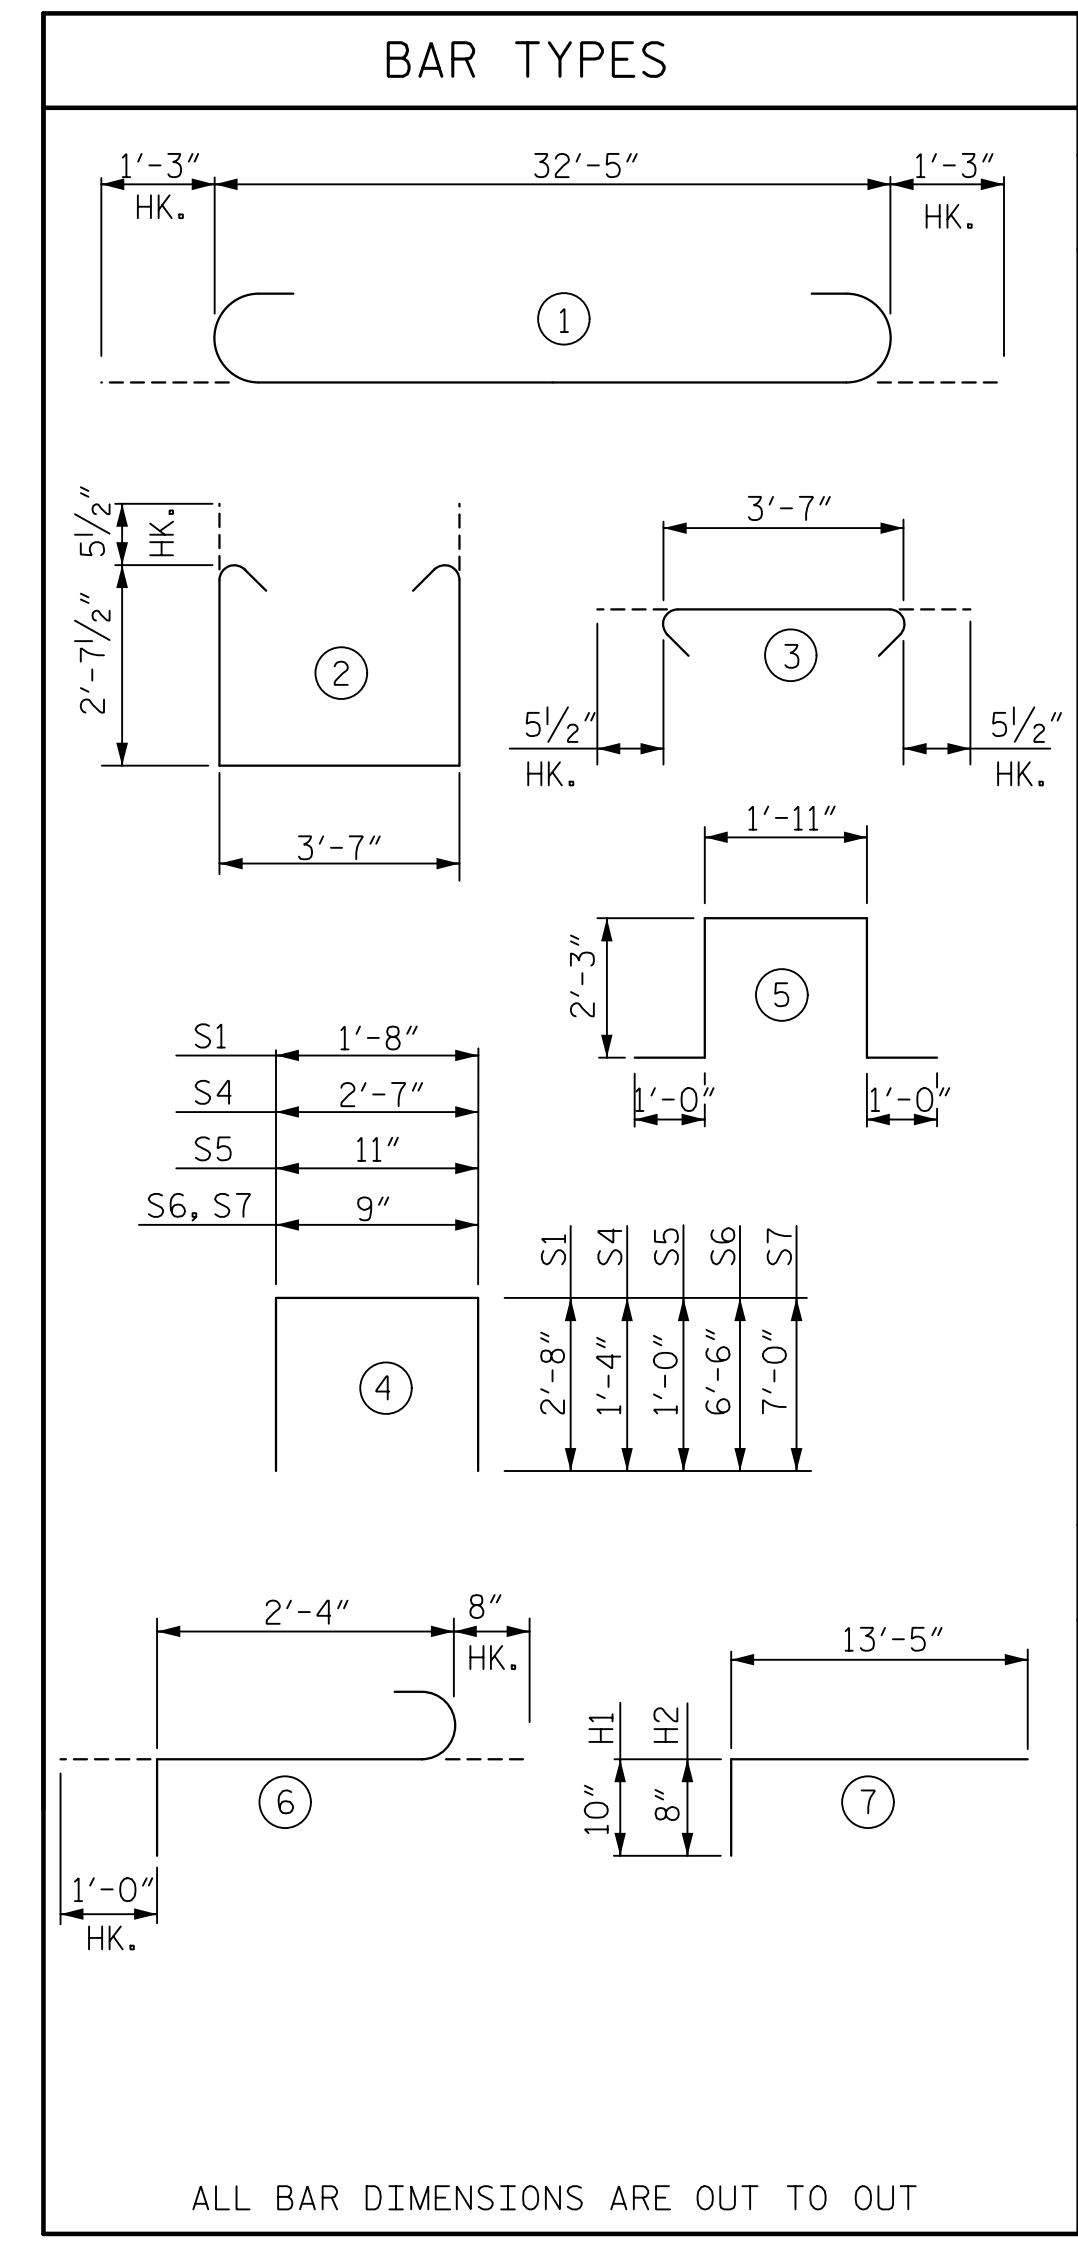 BAR TYPES
1'-3" 32'-5" 1'-3"
HK. HK.
1
5½" HK.
2'-7½"
2
3'-7"
3'-7"
3
5½" 5½"
HK. HK.
1'-11"
2'-3"
5
1'-0" 1'-0"
S1 1'-8"
S4 2'-7"
S5 11"
S6, S7 9"
S1 S4 S5 S6 S7
2'-8" 1'-4" 1'-0" 6'-6" 7'-0"
4
2'-4" 8"
HK.
6
1'-0"
HK.
13'-5"
H1 H2
10" 8"
7
ALL BAR DIMENSIONS ARE OUT TO OUT